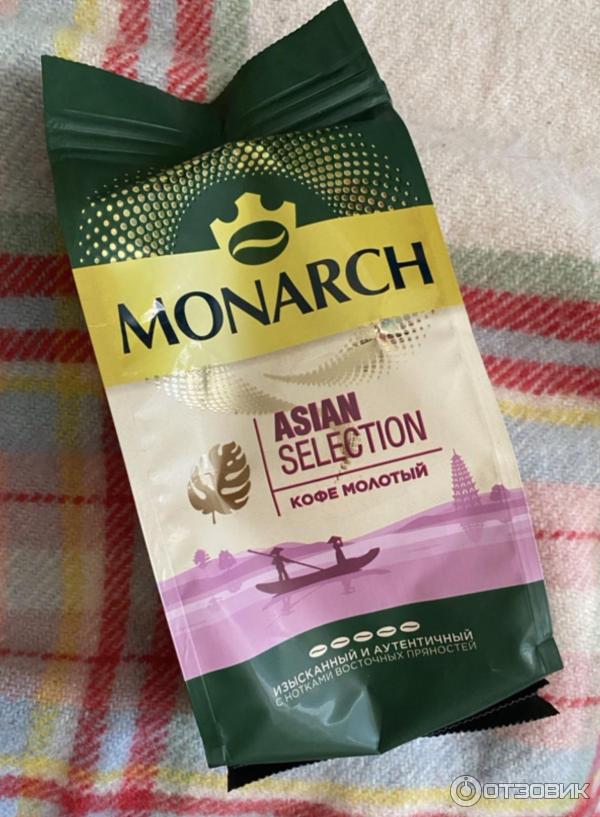 MONARCH
ASIAN
SELECTION
КОФЕ МОЛОТЫЙ
ИЗЫСКАННЫЙ И АУТЕНТИЧНЫЙ
С НОТКАМИ ВОСТОЧНЫХ ПРЯНОСТЕЙ
ОТЗОВИК